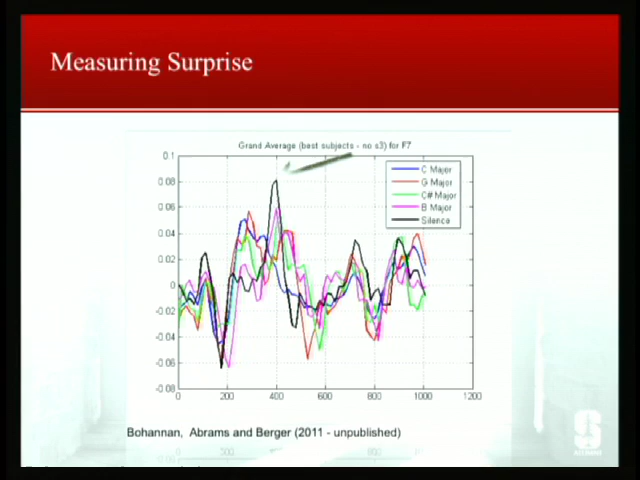 Measuring Surprise
Grand Average (best subjects - no s3) for F7
0.1
0.08
0.06
0.04
0.02
0
-0.02
-0.04
-0.06
-0.08
C Major
G Major
C# Major
B Major
Silence
0 200 400 600 800 1000 1200
Bohannan, Abrams and Berger (2011 - unpublished)
S